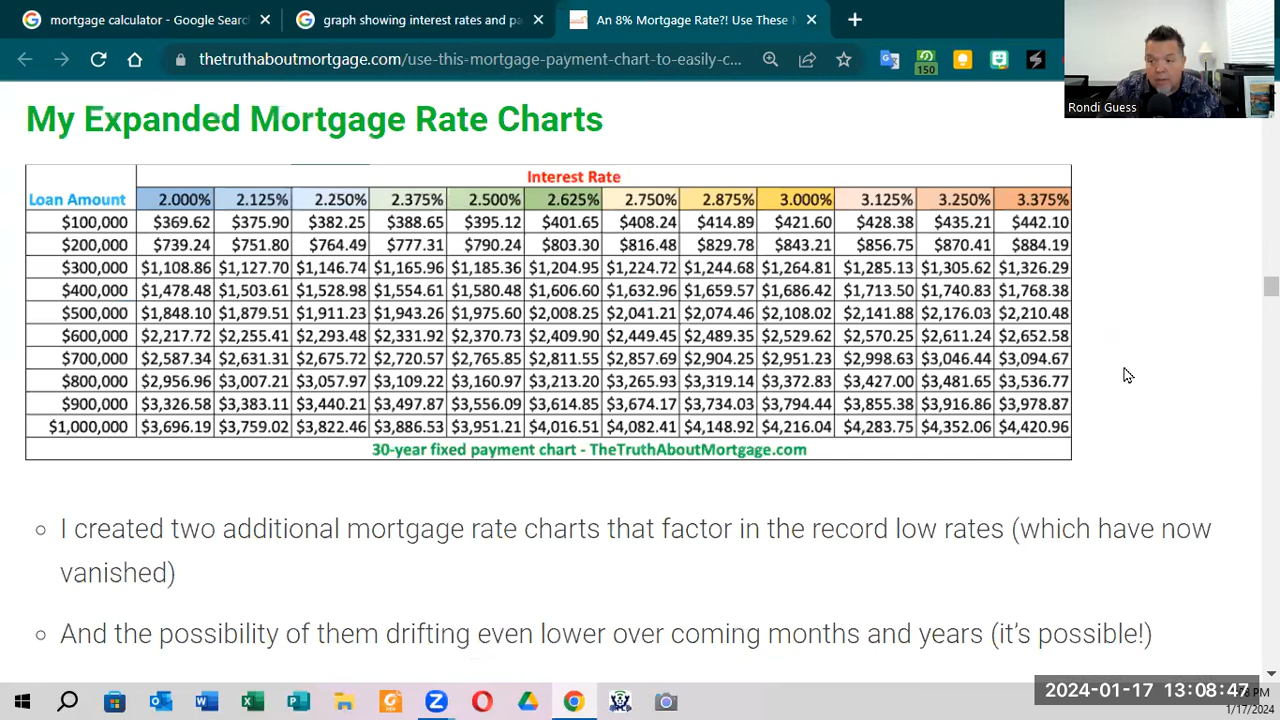 mortgage calculator - Google Searc
graph showing interest rates and pa
An 8% Mortgage Rate?! Use These M
thetruthaboutmortgage.com/use-this-mortgage-payment-chart-to-easily-c...
150
Rondi Guess
My Expanded Mortgage Rate Charts
Interest Rate
Loan Amount 2.000% 2.125% 2.250% 2.375% 2.500% 2.625% 2.750% 2.875% 3.000% 3.125% 3.250% 3.375%
$100,000 $369.62 $375.90 $382.25 $388.65 $395.12 $401.65 $408.24 $414.89 $421.60 $428.38 $435.21 $442.10
$200,000 $739.24 $751.80 $764.49 $777.31 $790.24 $803.30 $816.48 $829.78 $843.21 $856.75 $870.41 $884.19
$300,000 $1,108.86 $1,127.70 $1,146.74 $1,165.96 $1,185.36 $1,204.95 $1,224.72 $1,244.68 $1,264.81 $1,285.13 $1,305.62 $1,326.29
$400,000 $1,478.48 $1,503.61 $1,528.98 $1,554.61 $1,580.48 $1,606.60 $1,632.96 $1,659.57 $1,686.42 $1,713.50 $1,740.83 $1,768.38
$500,000 $1,848.10 $1,879.51 $1,911.23 $1,943.26 $1,975.60 $2,008.25 $2,041.21 $2,074.46 $2,108.02 $2,141.88 $2,176.03 $2,210.48
$600,000 $2,217.72 $2,255.41 $2,293.48 $2,331.92 $2,370.73 $2,409.90 $2,449.45 $2,489.35 $2,529.62 $2,570.25 $2,611.24 $2,652.58
$700,000 $2,587.34 $2,631.31 $2,675.72 $2,720.57 $2,765.85 $2,811.55 $2,857.69 $2,904.25 $2,951.23 $2,998.63 $3,046.44 $3,094.67
$800,000 $2,956.96 $3,007.21 $3,057.97 $3,109.22 $3,160.97 $3,213.20 $3,265.93 $3,319.14 $3,372.83 $3,427.00 $3,481.65 $3,536.77
$900,000 $3,326.58 $3,383.11 $3,440.21 $3,497.87 $3,556.09 $3,614.85 $3,674.17 $3,734.03 $3,794.44 $3,855.38 $3,916.86 $3,978.87
$1,000,000 $3,696.19 $3,759.02 $3,822.46 $3,886.53 $3,951.21 $4,016.51 $4,082.41 $4,148.92 $4,216.04 $4,283.75 $4,352.06 $4,420.96
30-year fixed payment chart - TheTruthAboutMortgage.com
I created two additional mortgage rate charts that factor in the record low rates (which have now
vanished)
And the possibility of them drifting even lower over coming months and years (it's possible!)
2024-01-17 13:08:47
1/17/2024